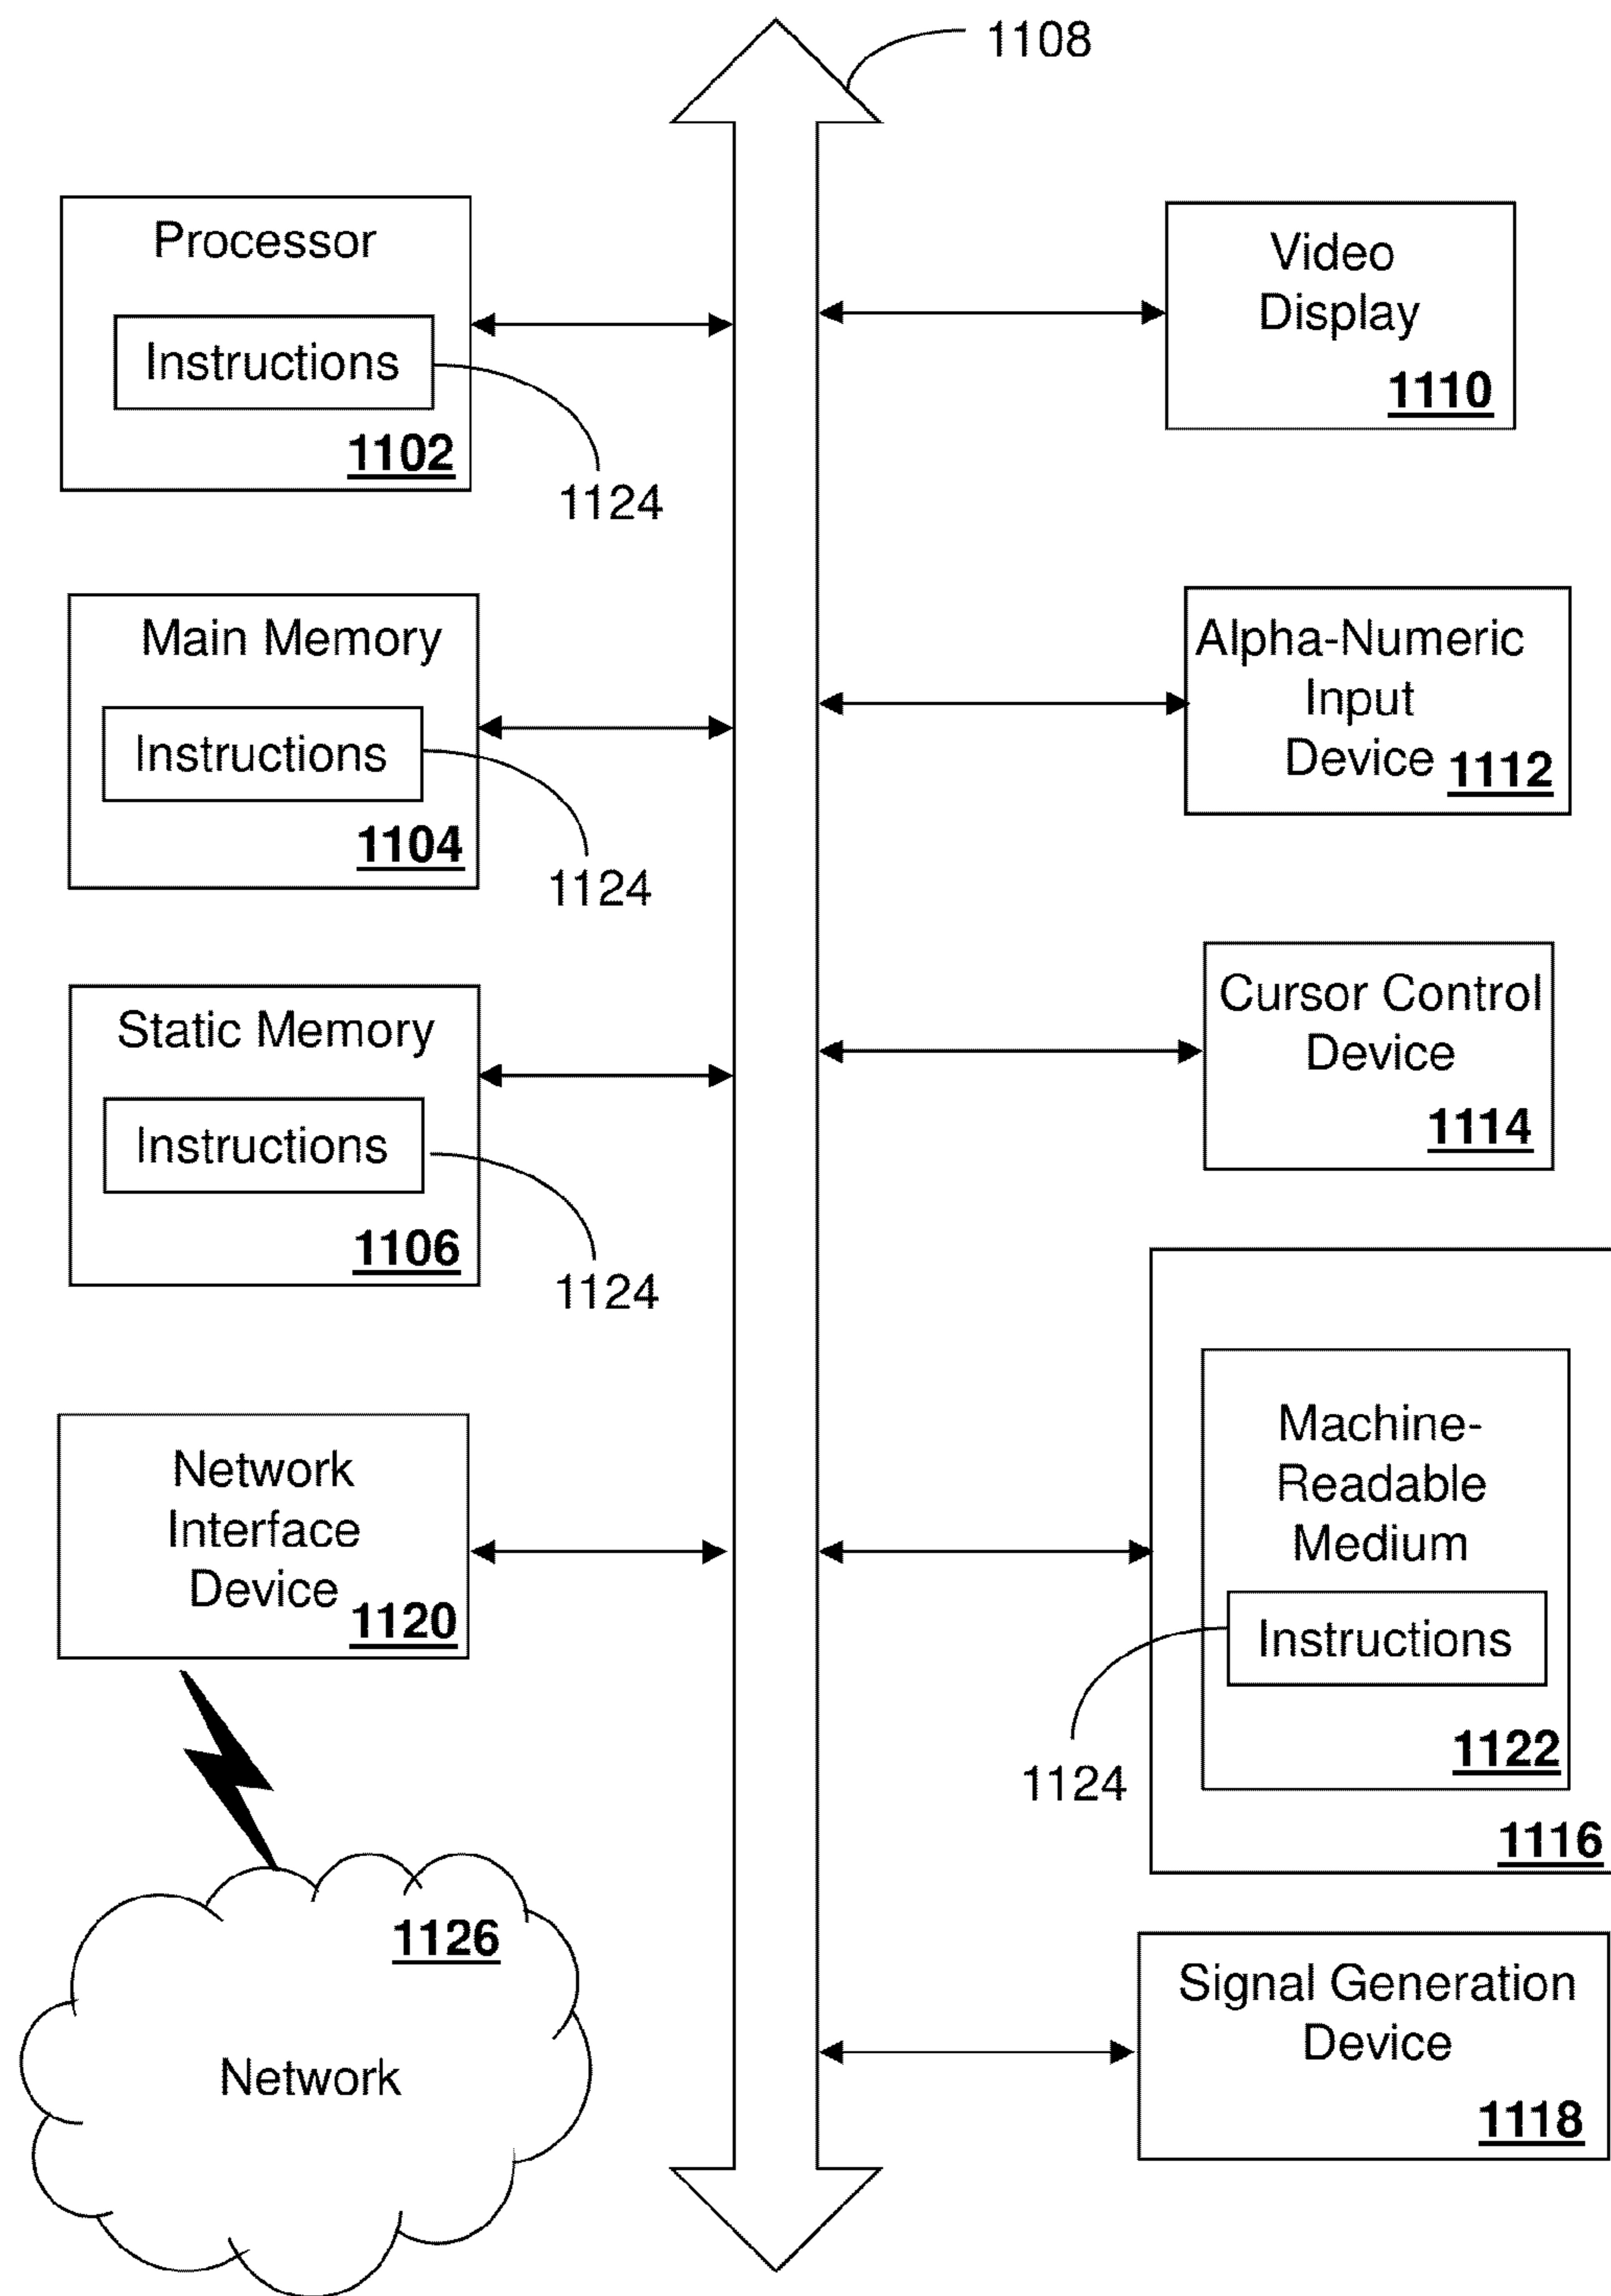 1108
Processor
Instructions
1102
1124
Main Memory
Instructions
1104
1124
Static Memory
Instructions
1106
1124
Network
Interface
Device
1120
1126
Network
Video
Display
1110
Alpha-Numeric
Input
Device 1112
Cursor Control
Device
1114
Machine-
Readable
Medium
Instructions
1122
1124
1116
Signal Generation
Device
1118